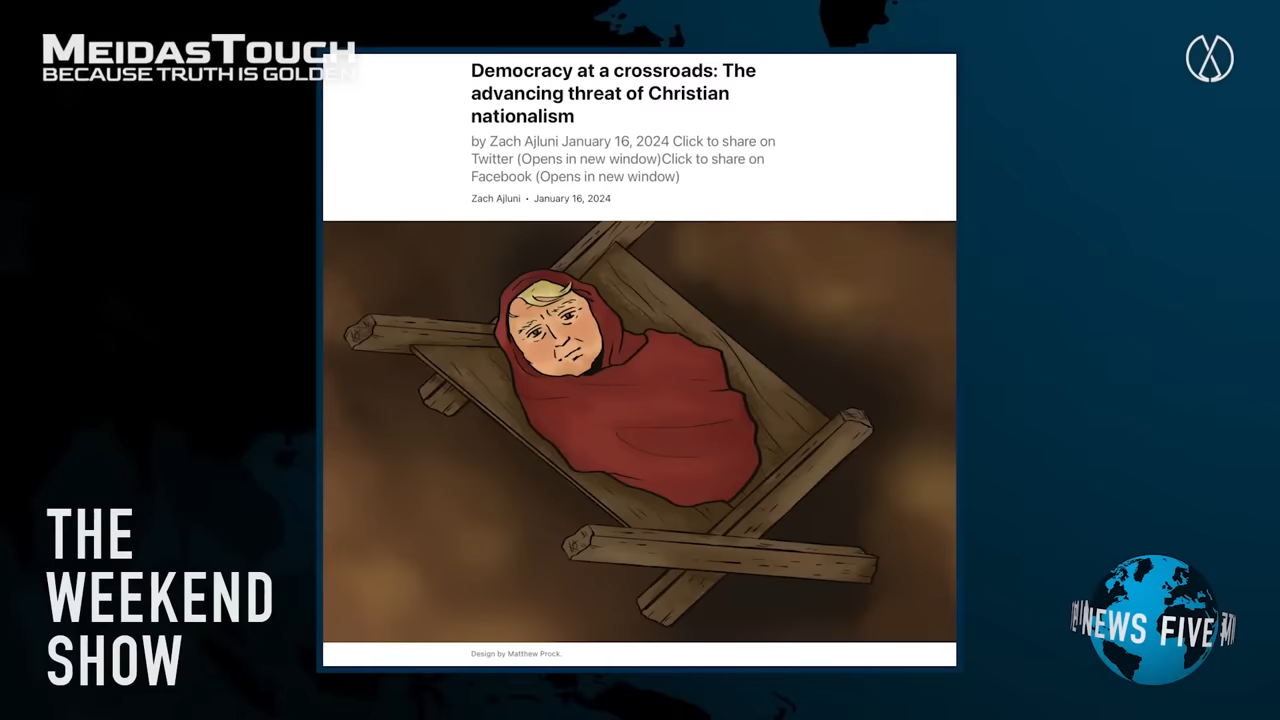 MEIDASTOUCH
BECAUSE TRUTH IS GOLDEN
Democracy at a crossroads: The
advancing threat of Christian
nationalism
by Zach Ajluni January 16, 2024 Click to share on
Twitter (Opens in new window)Click to share on
Facebook (Opens in new window)
Zach Ajluni • January 16, 2024
Design by Matthew Prock.
THE
WEEKEND
SHOW
NEWS FIVE